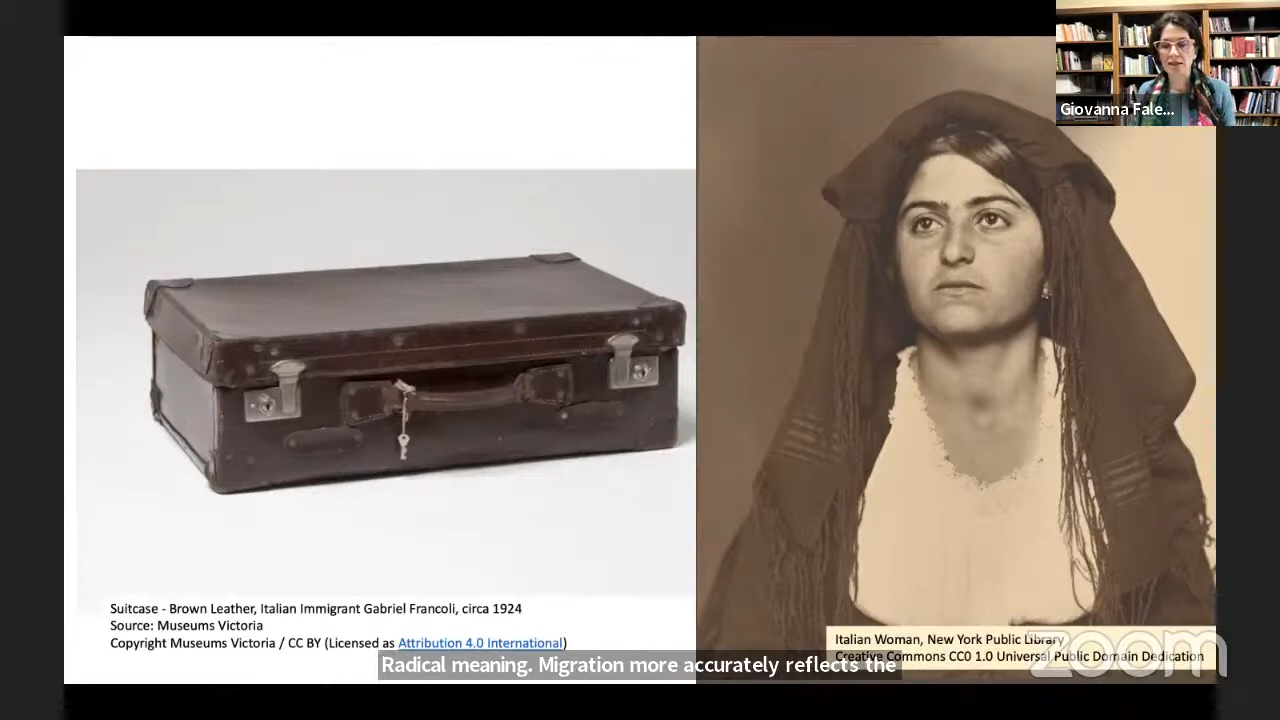 Giovanna Fale...
Suitcase - Brown Leather, Italian Immigrant Gabriel Francoli, circa 1924
Source: Museums Victoria
Copyright Museums Victoria / CC BY (Licensed as Attribution 4.0 International)
Italian Woman, New York Public Library
Creative Commons CC0 1.0 Universal Public Domain Dedication
zoom
Radical meaning. Migration more accurately reflects the